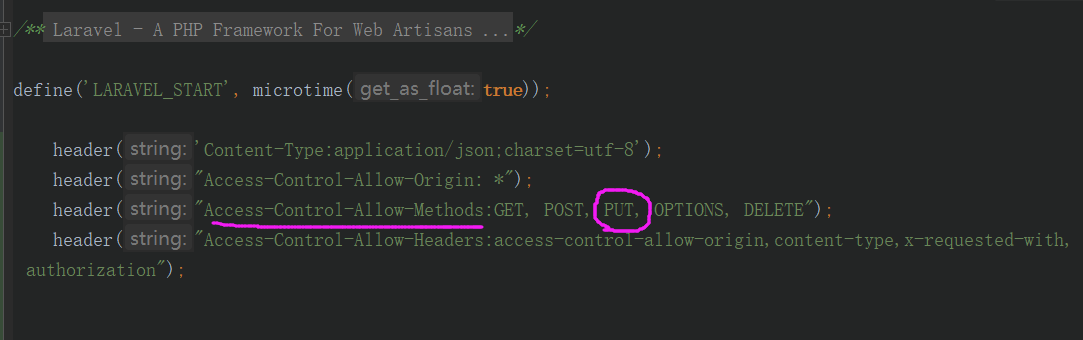 /** Laravel - A PHP Framework For Web Artisans ...*/
define('LARAVEL_START', microtime( get_as_float: true));
header( string: 'Content-Type:application/json;charset=utf-8');
header( string: "Access-Control-Allow-Origin: *");
header( string: "Access-Control-Allow-Methods:GET, POST, PUT, OPTIONS, DELETE");
header( string: "Access-Control-Allow-Headers:access-control-allow-origin,content-type,x-requested-with,
authorization");